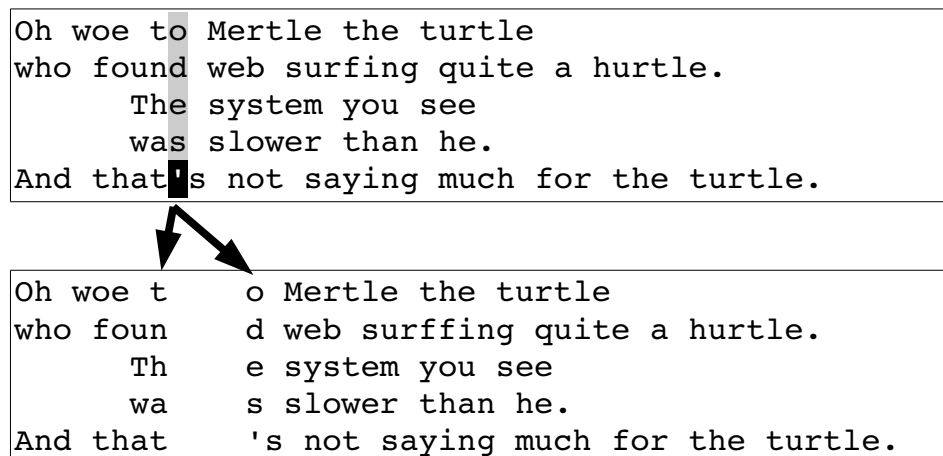 Oh woe to Mertle the turtle
who found web surfing quite a hurtle.
      The system you see
      was slower than he.
And that's not saying much for the turtle.
Oh woe t    o Mertle the turtle
who foun    d web surffing quite a hurtle.
      Th    e system you see
      wa    s slower than he.
And that    's not saying much for the turtle.